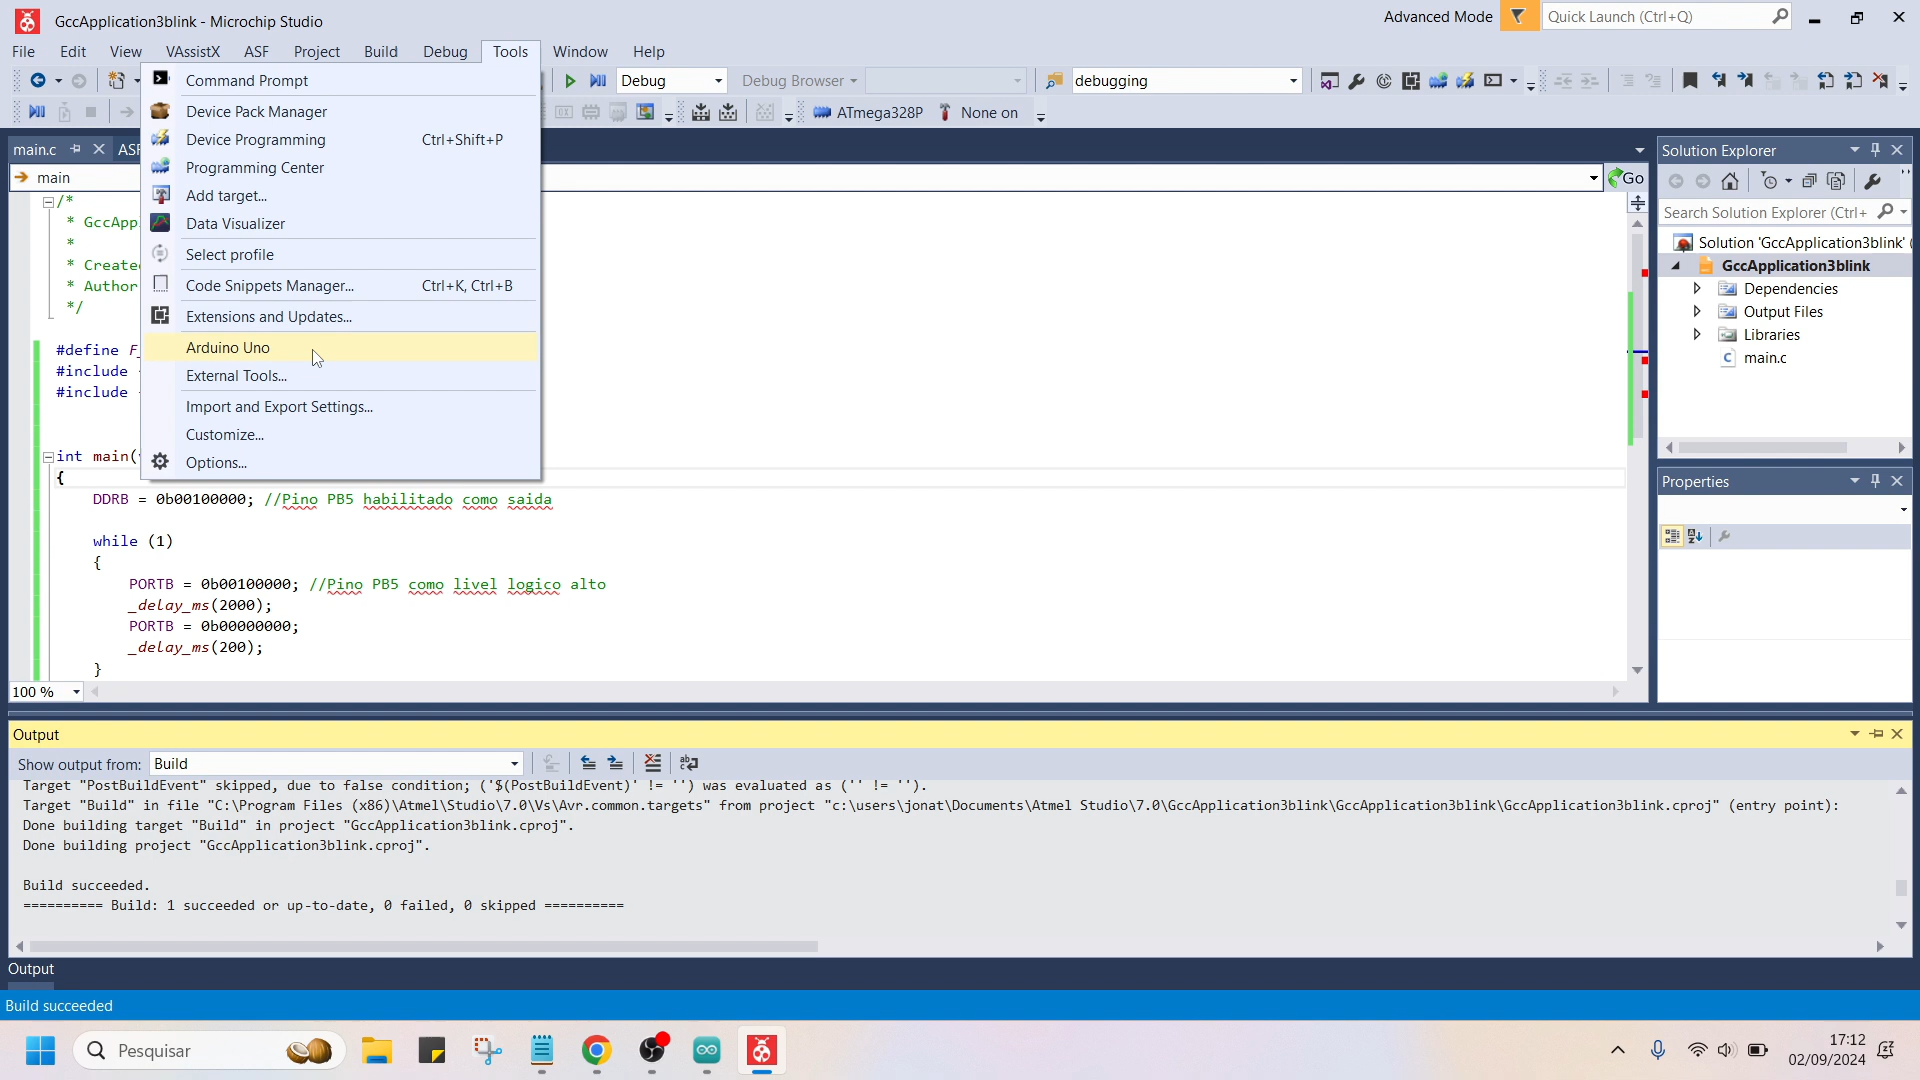 GccApplication3blink - Microchip Studio
Advanced Mode
Quick Launch (Ctrl+Q)
File Edit View VAssistX ASF Project Build Debug Tools Window Help
Debug
Debug Browser
debugging
ATmega328P
None on
Command Prompt
Device Pack Manager
Device Programming Ctrl+Shift+P
Programming Center
Add target...
Data Visualizer
Select profile
Code Snippets Manager... Ctrl+K, Ctrl+B
Extensions and Updates...
Arduino Uno
External Tools...
Import and Export Settings...
Customize...
Options...
main.c
ASF
main
Go
/*
* GccApp
*
* Create
* Author
*/
#define F_
#include
#include
int main(
{
DDRB = 0b00100000; //Pino PB5 habilitado como saida
while (1)
{
PORTB = 0b00100000; //Pino PB5 como livel logico alto
_delay_ms(2000);
PORTB = 0b00000000;
_delay_ms(200);
}
100 %
Solution Explorer
Search Solution Explorer (Ctrl+
Solution 'GccApplication3blink' (
GccApplication3blink
Dependencies
Output Files
Libraries
main.c
Properties
Output
Show output from: Build
Target "PostBuildEvent" skipped, due to false condition; ('$(PostBuildEvent)' != '') was evaluated as ('' != '').
Target "Build" in file "C:\Program Files (x86)\Atmel\Studio\7.0\Vs\Avr.common.targets" from project "c:\users\jonat\Documents\Atmel Studio\7.0\GccApplication3blink\GccApplication3blink\GccApplication3blink.cproj" (entry point):
Done building target "Build" in project "GccApplication3blink.cproj".
Done building project "GccApplication3blink.cproj".
Build succeeded.
========== Build: 1 succeeded or up-to-date, 0 failed, 0 skipped ==========
Output
Build succeeded
Pesquisar
17:12
02/09/2024